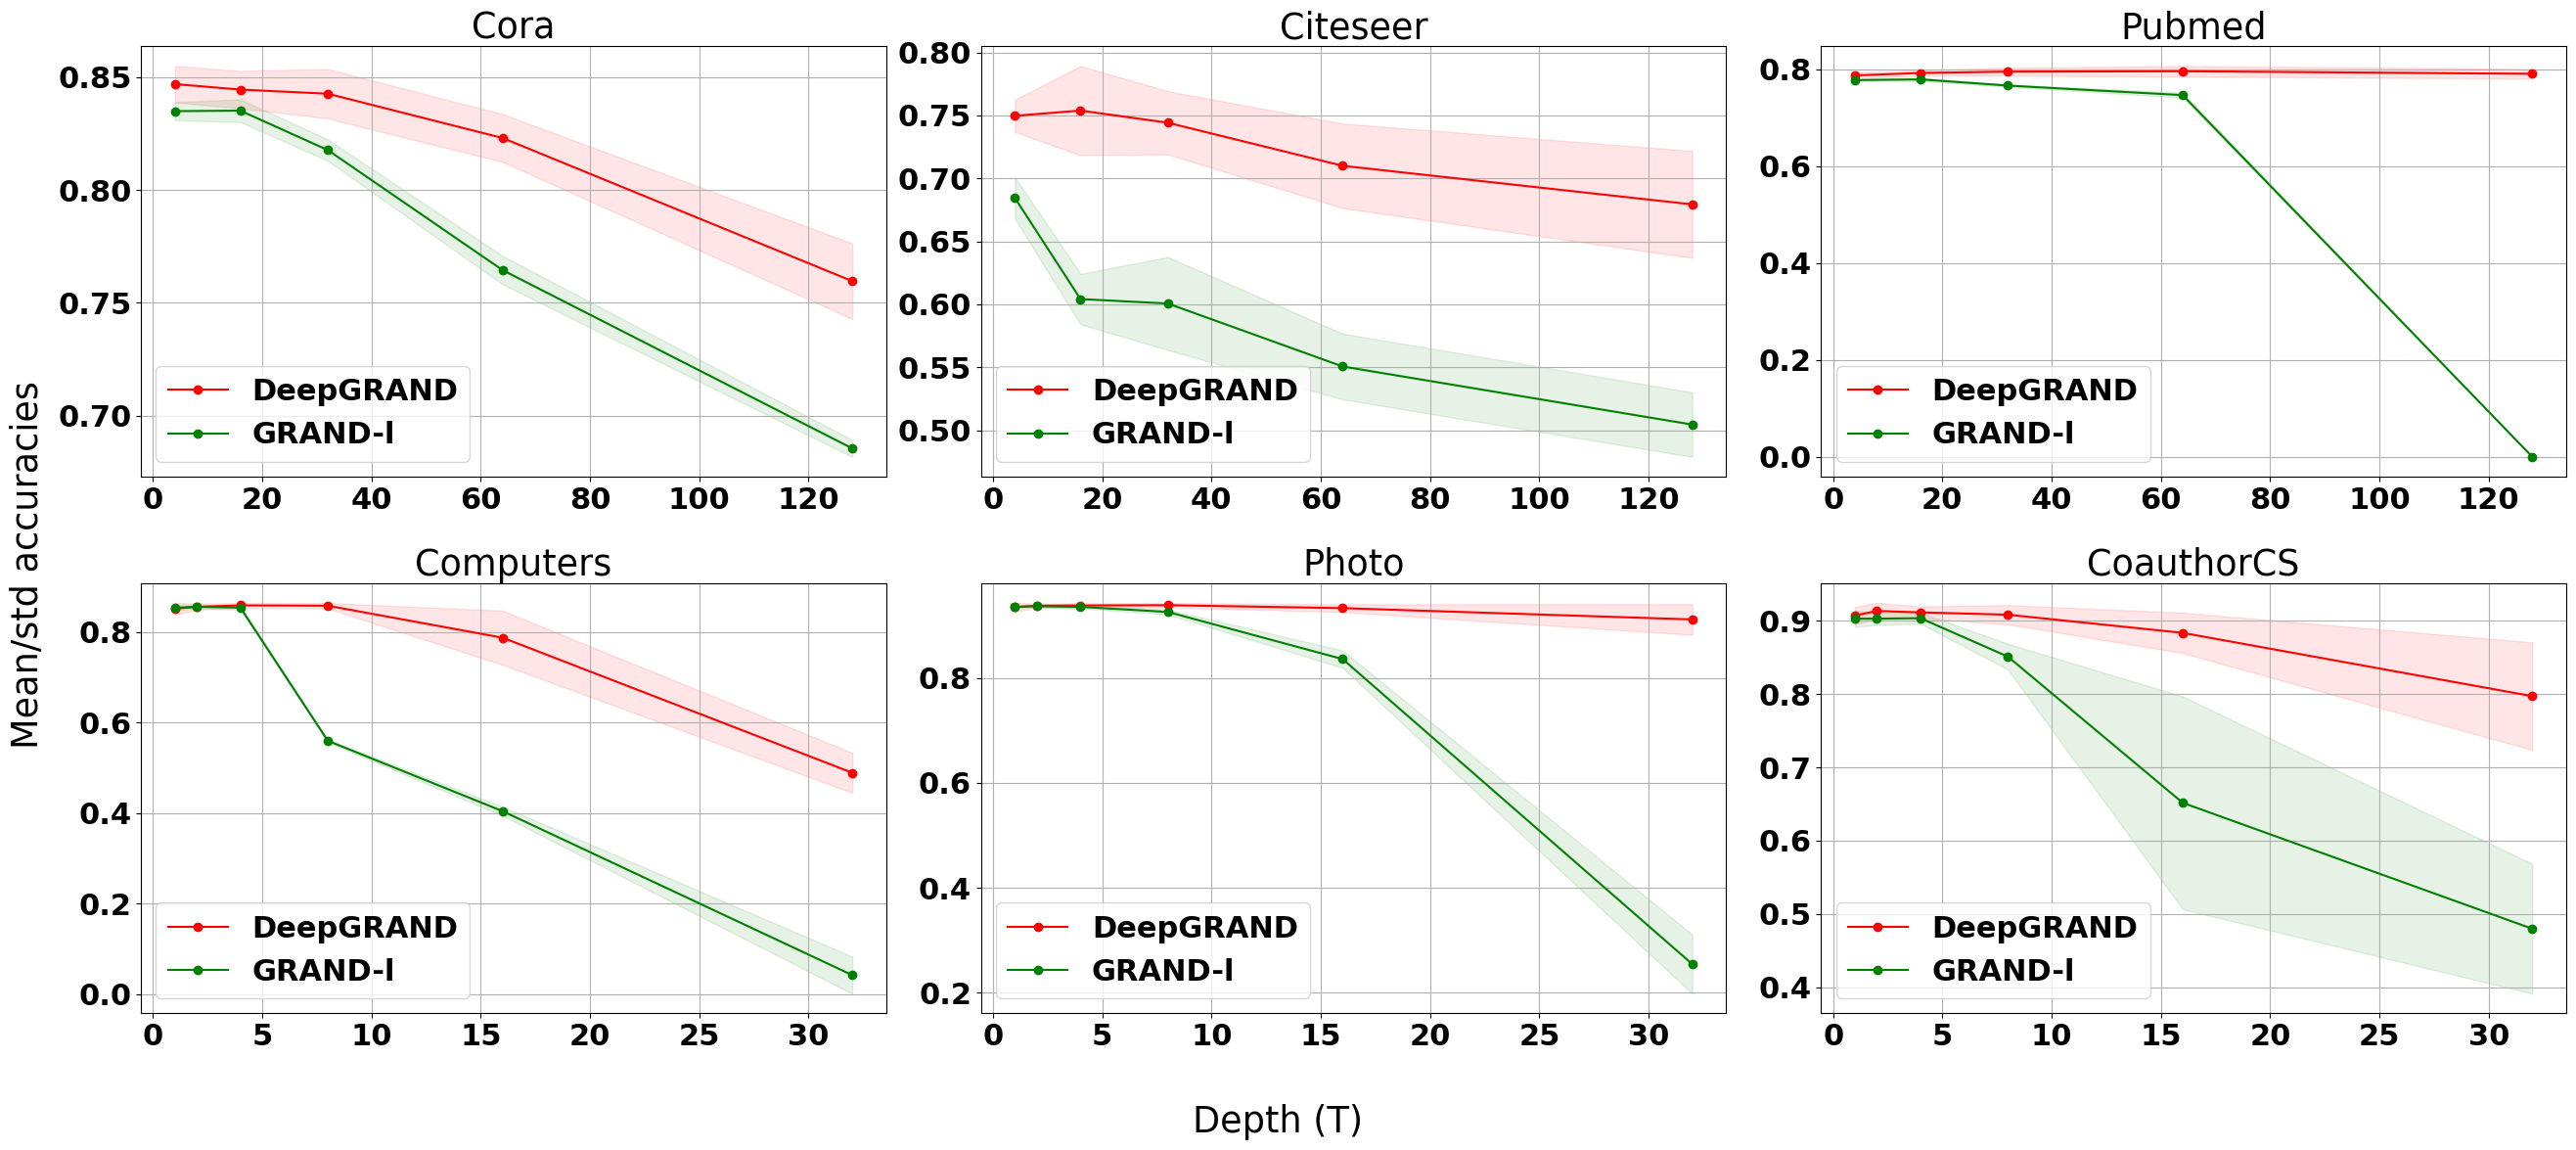 Mean/std accuracies
Cora
0.85
0.80
0.75
0.70
0 20 40 60 80 100 120
DeepGRAND
GRAND-l
Citeseer
0.80
0.75
0.70
0.65
0.60
0.55
0.50
0 20 40 60 80 100 120
DeepGRAND
GRAND-l
Pubmed
0.8
0.6
0.4
0.2
0.0
0 20 40 60 80 100 120
DeepGRAND
GRAND-l
Computers
0.8
0.6
0.4
0.2
0.0
0 5 10 15 20 25 30
DeepGRAND
GRAND-l
Photo
0.8
0.6
0.4
0.2
0 5 10 15 20 25 30
DeepGRAND
GRAND-l
CoauthorCS
0.9
0.8
0.7
0.6
0.5
0.4
0 5 10 15 20 25 30
DeepGRAND
GRAND-l
Depth (T)